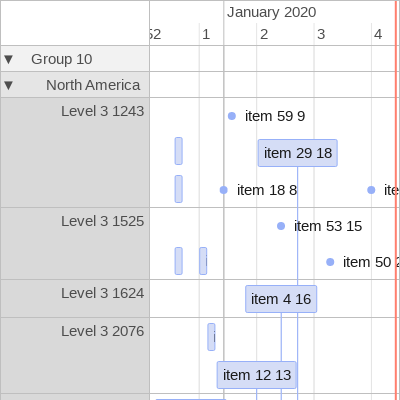 January 2020
52 1 2 3 4
▼ Group 10
▼ North America
Level 3 1243
item 59 9
item 29 18
item 18 8
Level 3 1525
item 53 15
item 50
Level 3 1624
item 4 16
Level 3 2076
item 12 13